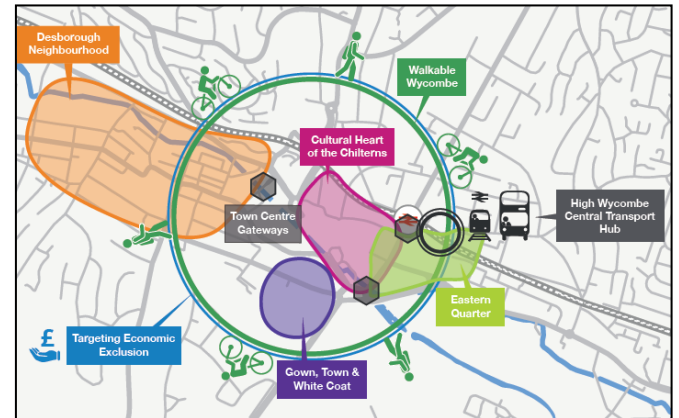 Desborough
Neighbourhood
Walkable
Wycombe
Cultural Heart
of the Chilterns
Town Centre
Gateways
High Wycombe
Central Transport
Hub
Eastern
Quarter
£
Targeting Economic
Exclusion
Gown, Town &
White Coat